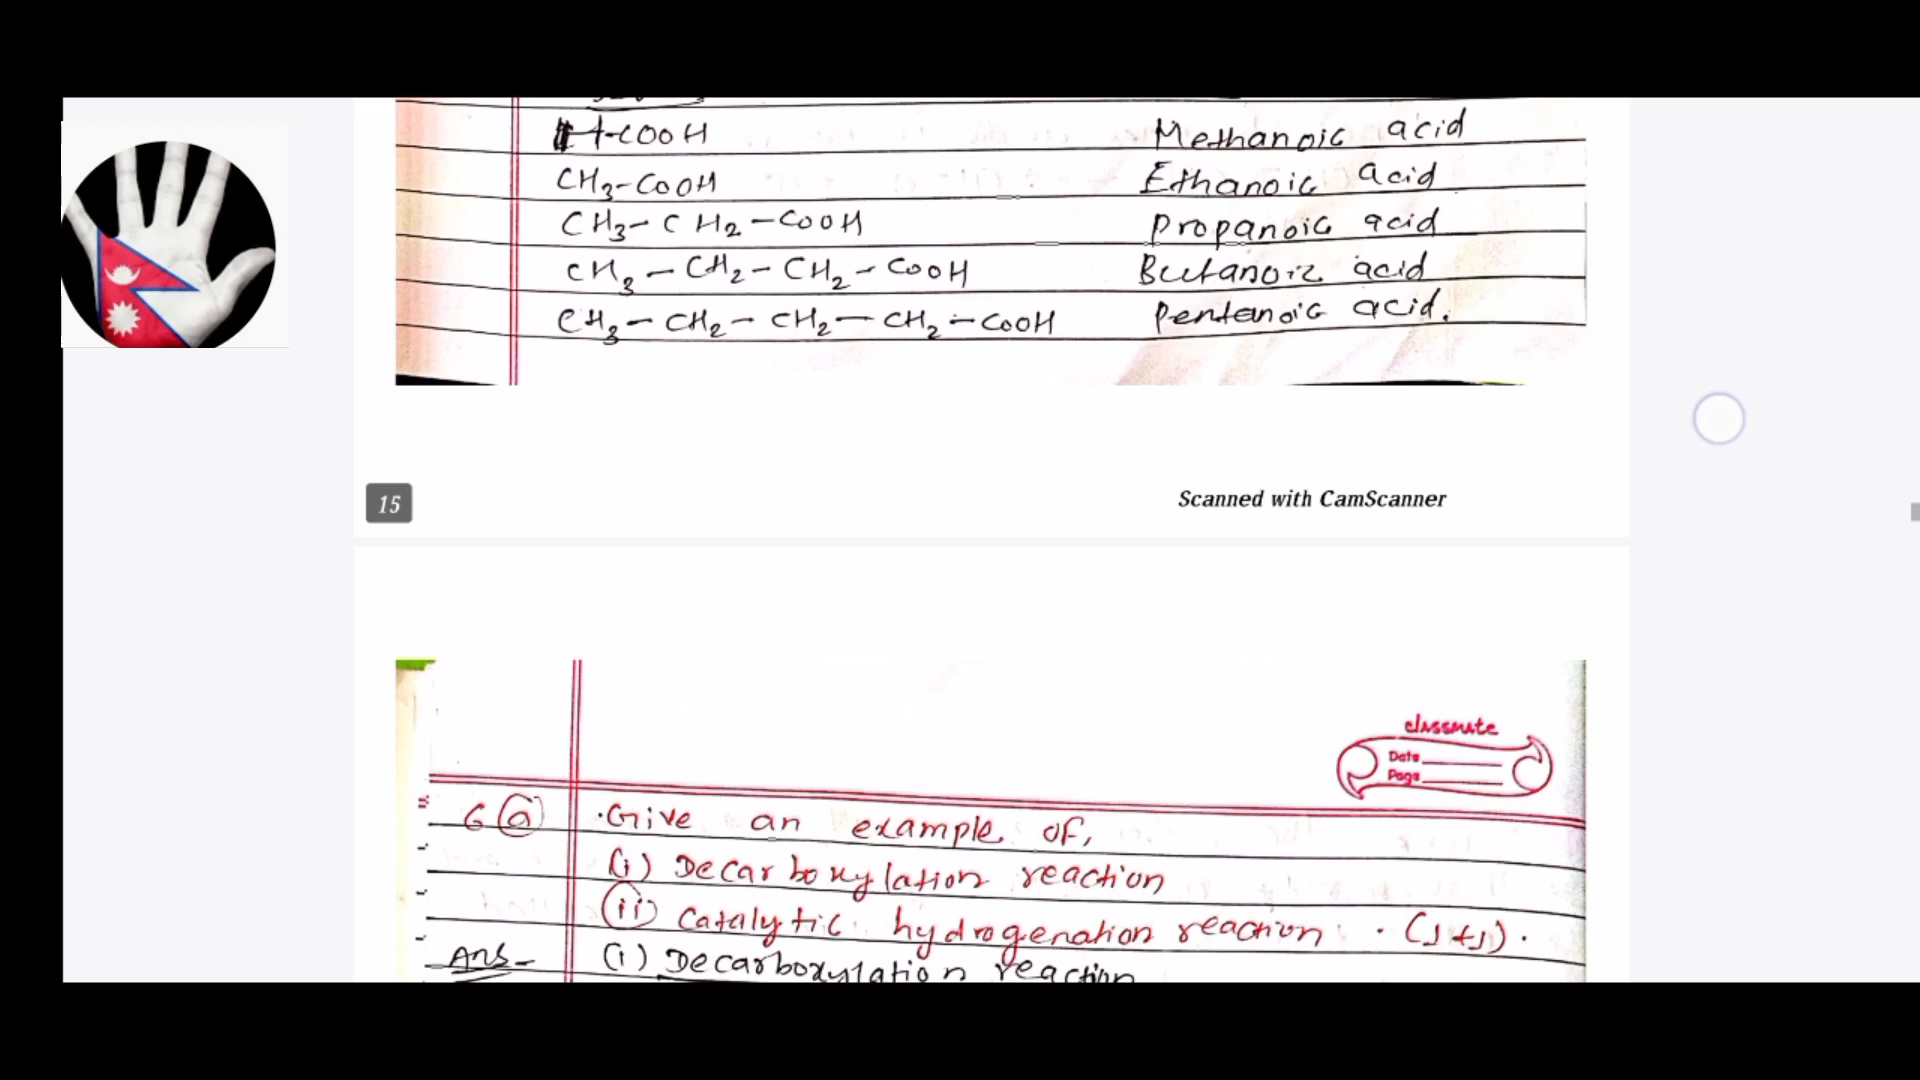 H-COOH Methanoic acid
CH3-COOH Ethanoic acid
CH3-CH2-COOH Propanoic acid
CH3-CH2-CH2-COOH Butanoic acid
CH3-CH2-CH2-CH2-COOH Pentanoic acid.
15
Scanned with CamScanner
classmate
Date
Page
6(a) Give an example of,
(i) Decarboxylation reaction
(ii) Catalytic hydrogenation reaction. (1+1).
Ans- (i) Decarboxylation reaction